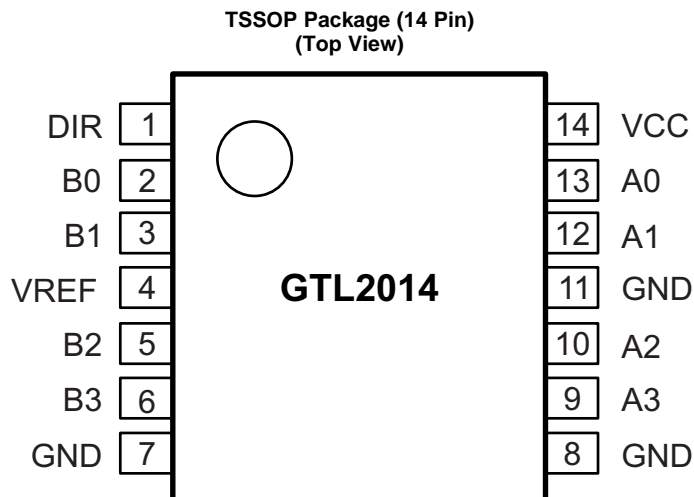 TSSOP Package (14 Pin)
(Top View)
DIR 1 14 VCC
B0 2 13 A0
B1 3 12 A1
VREF 4 GTL2014 11 GND
B2 5 10 A2
B3 6 9 A3
GND 7 8 GND